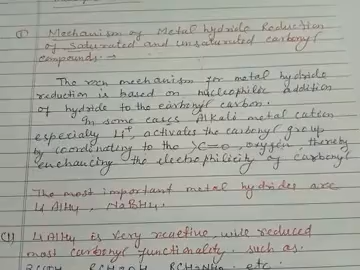 (1) Mechanism of Metal hydride Reduction
of saturated and unsaturated carbonyl
compounds :→
The main mechanism for metal hydride
reduction is based on nucleophilic addition
of hydride to the carbonyl carbon.
In some cases Alkali metal cation
especially Li+, activates the carbonyl group
by coordinating to the >C=O, oxygen, thereby
enhancing the electrophilicity of carbonyl
The most important metal hydrides are
LiAlH4, NaBH4.
(1) LiAlH4 is very reactive, will reduced
most carbonyl functionality. such as.
etc.